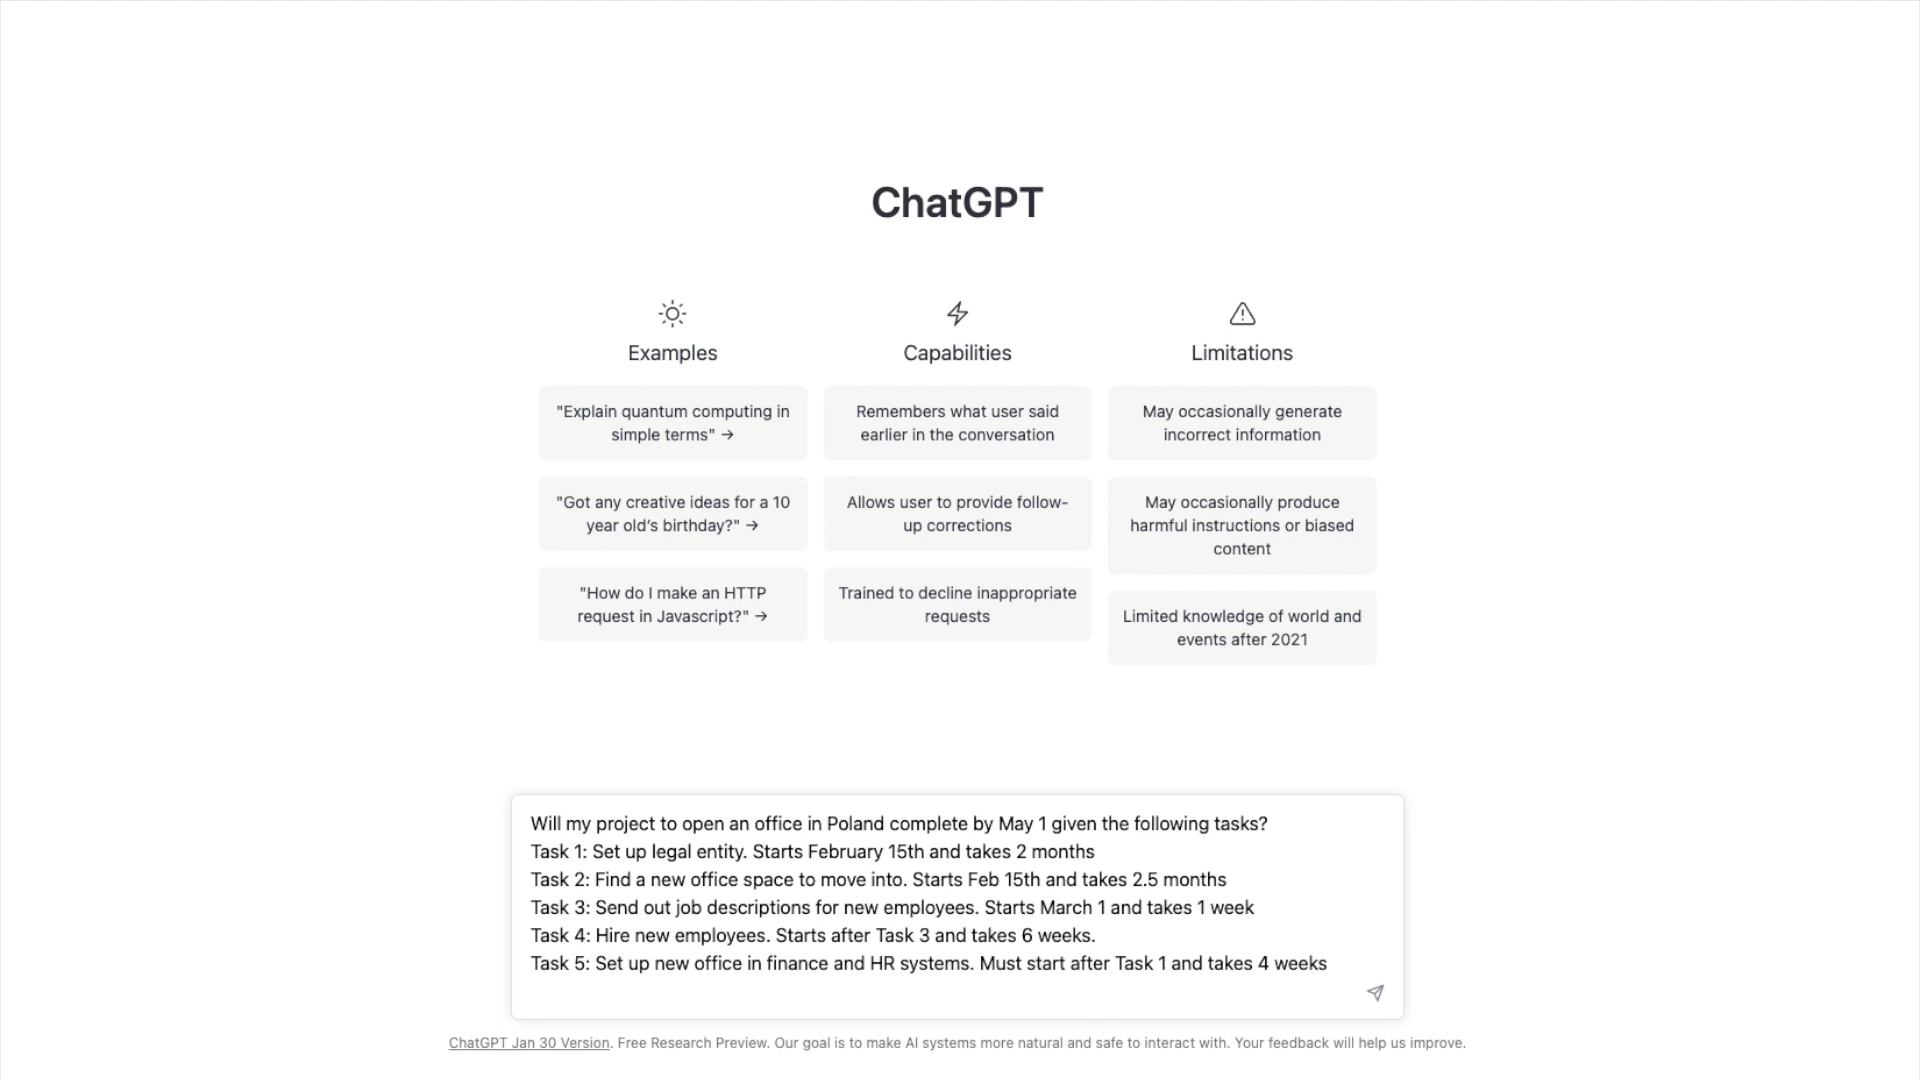 ChatGPT
Examples
"Explain quantum computing in
simple terms" →
"Got any creative ideas for a 10
year old's birthday?" →
"How do I make an HTTP
request in Javascript?" →
Capabilities
Remembers what user said
earlier in the conversation
Allows user to provide follow-
up corrections
Trained to decline inappropriate
requests
Limitations
May occasionally generate
incorrect information
May occasionally produce
harmful instructions or biased
content
Limited knowledge of world and
events after 2021
Will my project to open an office in Poland complete by May 1 given the following tasks?
Task 1: Set up legal entity. Starts February 15th and takes 2 months
Task 2: Find a new office space to move into. Starts Feb 15th and takes 2.5 months
Task 3: Send out job descriptions for new employees. Starts March 1 and takes 1 week
Task 4: Hire new employees. Starts after Task 3 and takes 6 weeks.
Task 5: Set up new office in finance and HR systems. Must start after Task 1 and takes 4 weeks
ChatGPT Jan 30 Version. Free Research Preview. Our goal is to make AI systems more natural and safe to interact with. Your feedback will help us improve.